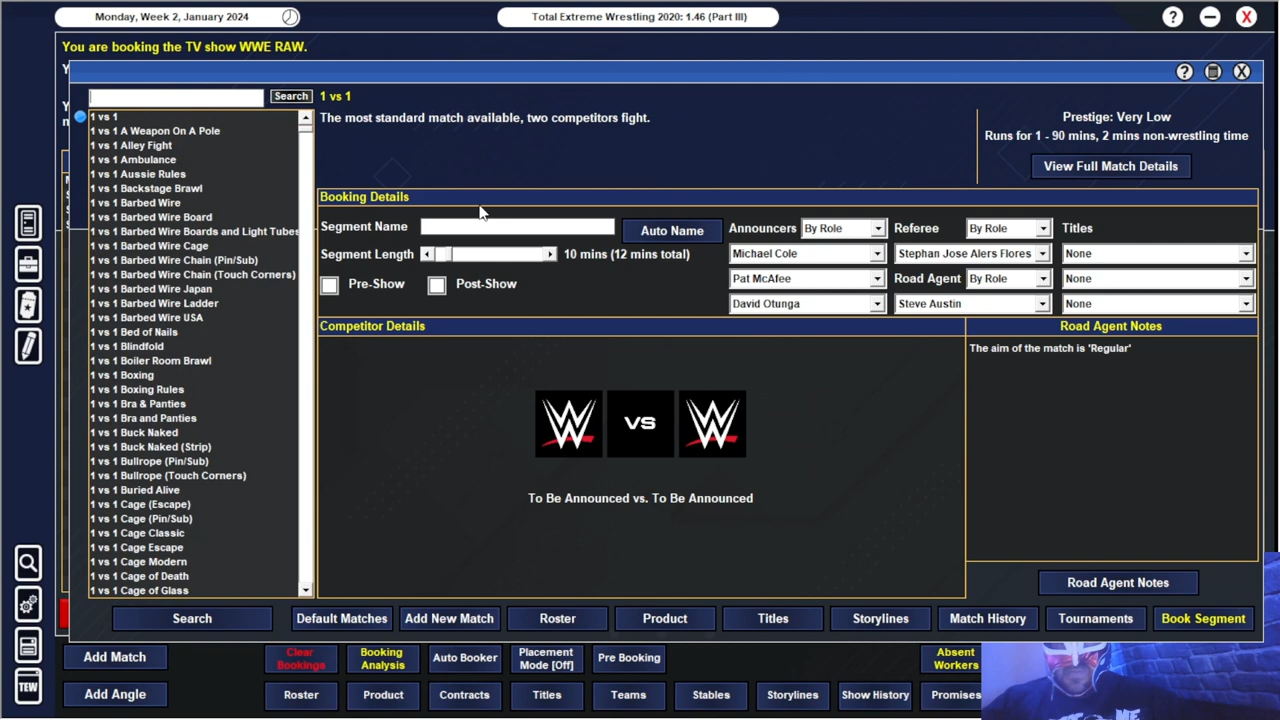 Monday, Week 2, January 2024
Total Extreme Wrestling 2020: 1.46 (Part III)
?
X
You are booking the TV show WWE RAW.
?
X
Search
1 vs 1
1 vs 1
1 vs 1 A Weapon On A Pole
1 vs 1 Alley Fight
1 vs 1 Ambulance
1 vs 1 Aussie Rules
1 vs 1 Backstage Brawl
1 vs 1 Barbed Wire
1 vs 1 Barbed Wire Board
1 vs 1 Barbed Wire Boards and Light Tubes
1 vs 1 Barbed Wire Cage
1 vs 1 Barbed Wire Chain (Pin/Sub)
1 vs 1 Barbed Wire Chain (Touch Corners)
1 vs 1 Barbed Wire Japan
1 vs 1 Barbed Wire Ladder
1 vs 1 Barbed Wire USA
1 vs 1 Bed of Nails
1 vs 1 Blindfold
1 vs 1 Boiler Room Brawl
1 vs 1 Boxing
1 vs 1 Boxing Rules
1 vs 1 Bra & Panties
1 vs 1 Bra and Panties
1 vs 1 Buck Naked
1 vs 1 Buck Naked (Strip)
1 vs 1 Bullrope (Pin/Sub)
1 vs 1 Bullrope (Touch Corners)
1 vs 1 Buried Alive
1 vs 1 Cage (Escape)
1 vs 1 Cage (Pin/Sub)
1 vs 1 Cage Classic
1 vs 1 Cage Escape
1 vs 1 Cage Modern
1 vs 1 Cage of Death
1 vs 1 Cage of Glass
The most standard match available, two competitors fight.
Prestige: Very Low
Runs for 1 - 90 mins, 2 mins non-wrestling time
View Full Match Details
Booking Details
Segment Name
Auto Name
Announcers By Role
Referee By Role
Titles
Segment Length 10 mins (12 mins total)
Michael Cole
Stephan Jose Alers Flores
None
Pre-Show
Post-Show
Pat McAfee
Road Agent By Role
None
David Otunga
Steve Austin
None
Competitor Details
Road Agent Notes
The aim of the match is 'Regular'
W VS W
To Be Announced vs. To Be Announced
Road Agent Notes
Search
Default Matches
Add New Match
Roster
Product
Titles
Storylines
Match History
Tournaments
Book Segment
Add Match
Clear Bookings
Booking Analysis
Auto Booker
Placement Mode [Off]
Pre Booking
Absent Workers
Add Angle
Roster
Product
Contracts
Titles
Teams
Stables
Storylines
Show History
Promises
TEW